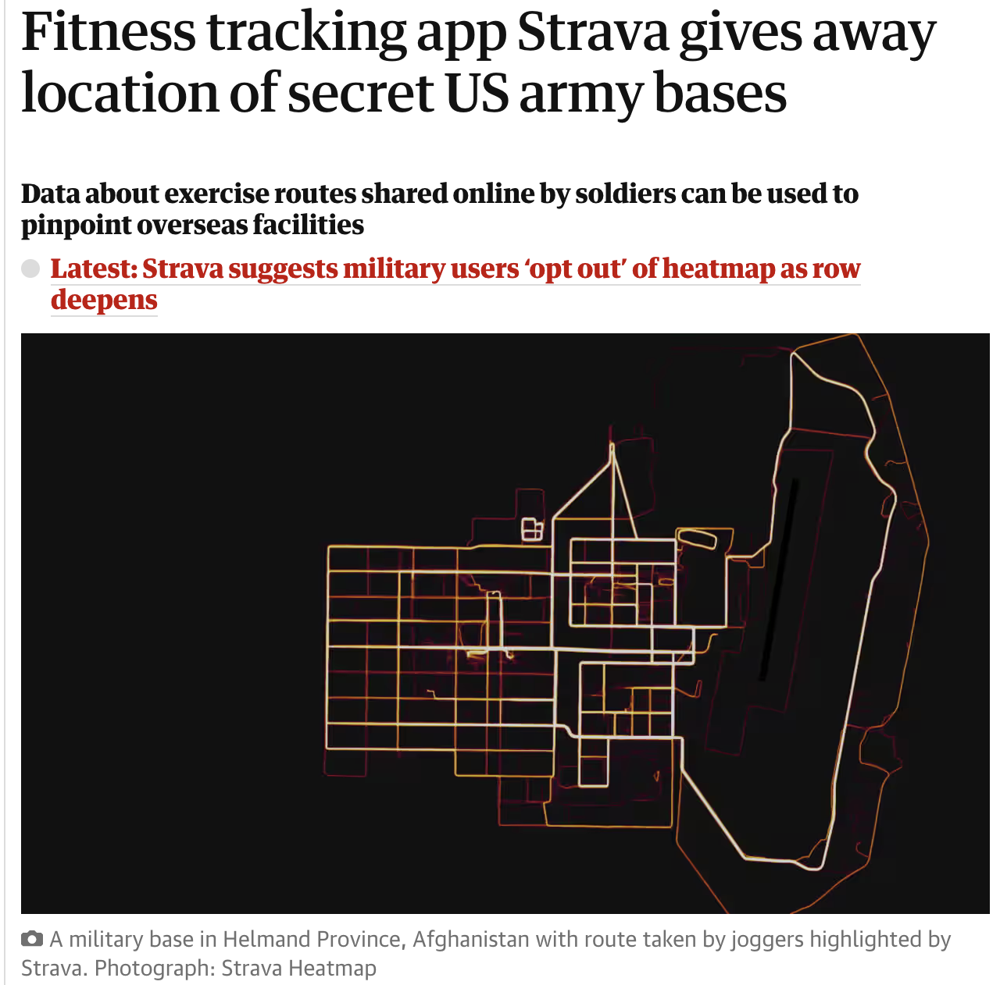 Fitness tracking app Strava gives away
location of secret US army bases
Data about exercise routes shared online by soldiers can be used to
pinpoint overseas facilities
Latest: Strava suggests military users ‘opt out’ of heatmap as row
deepens
A military base in Helmand Province, Afghanistan with route taken by joggers highlighted by
Strava. Photograph: Strava Heatmap